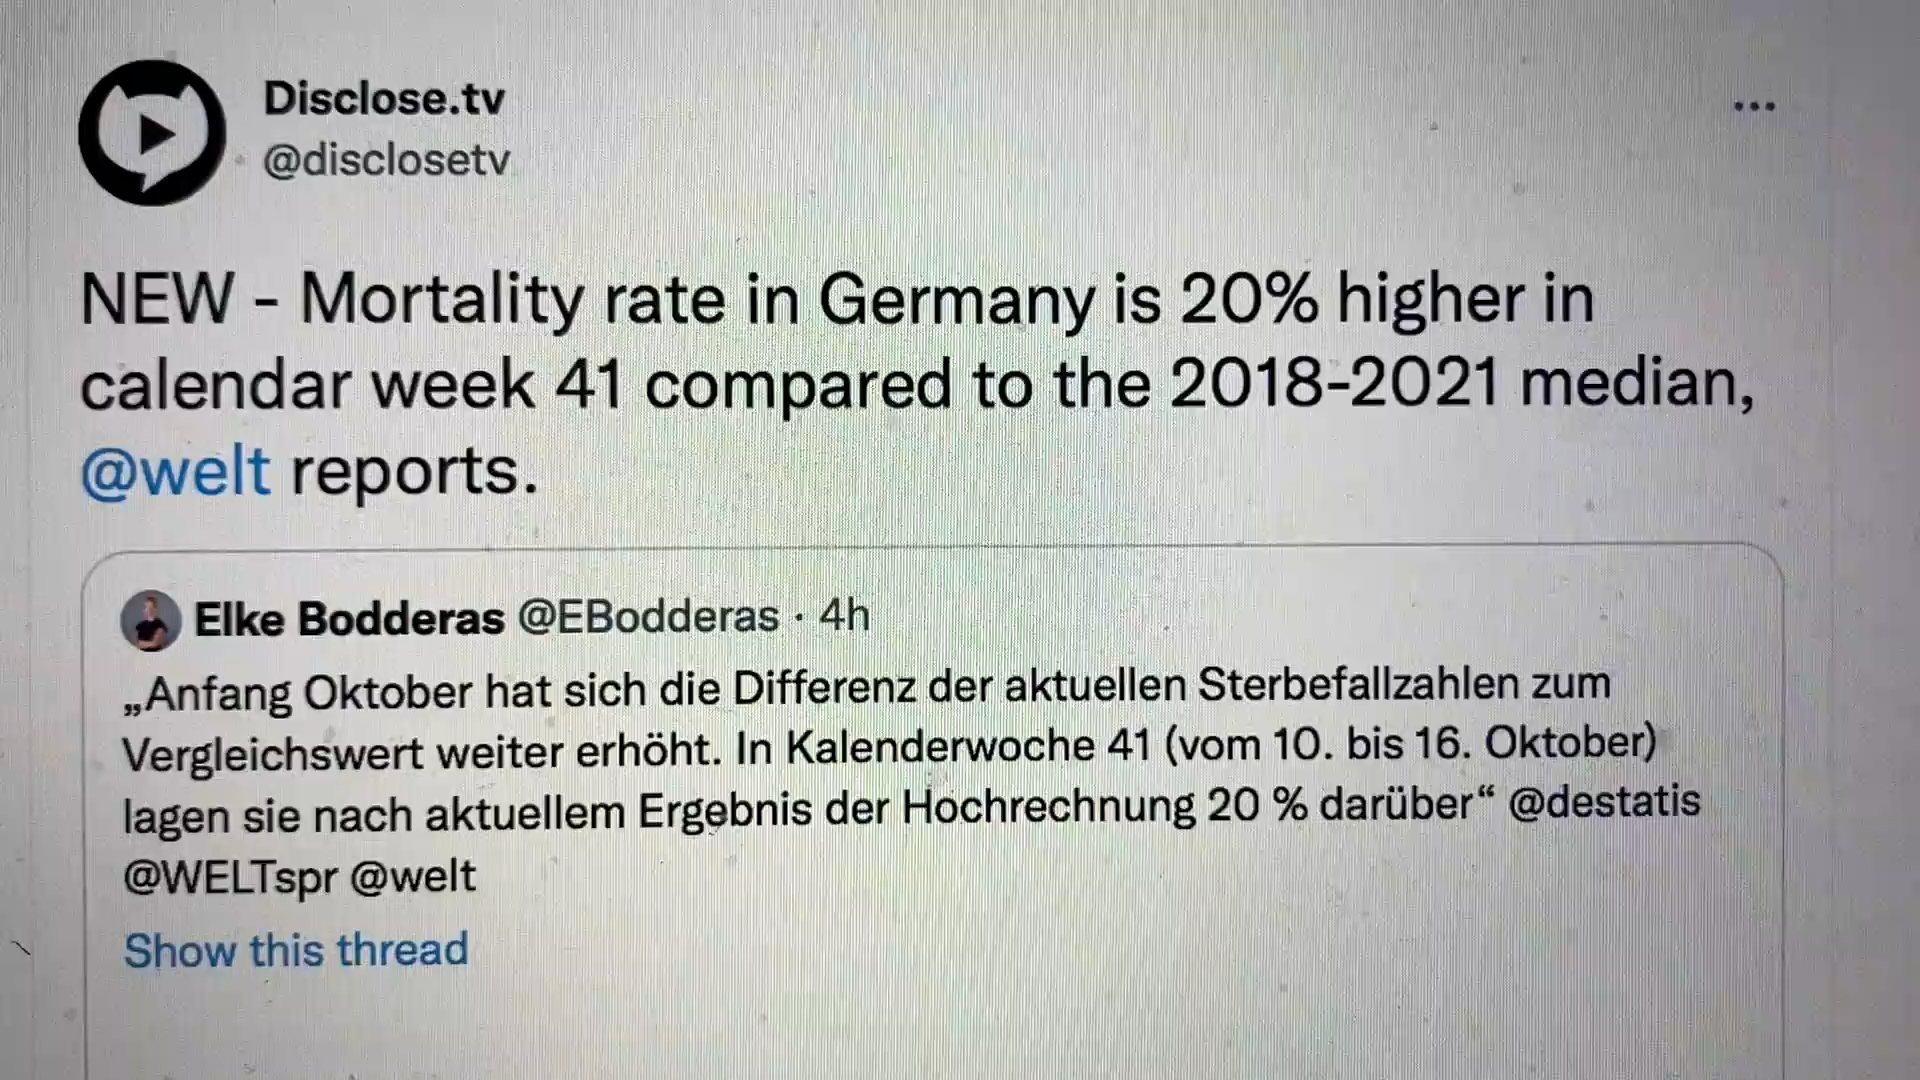 Disclose.tv
@disclosetv
NEW - Mortality rate in Germany is 20% higher in
calendar week 41 compared to the 2018-2021 median,
@welt reports.
Elke Bodderas @EBodderas · 4h
„Anfang Oktober hat sich die Differenz der aktuellen Sterbefallzahlen zum
Vergleichswert weiter erhöht. In Kalenderwoche 41 (vom 10. bis 16. Oktober)
lagen sie nach aktuellem Ergebnis der Hochrechnung 20 % darüber“ @destatis
@WELTspr @welt
Show this thread